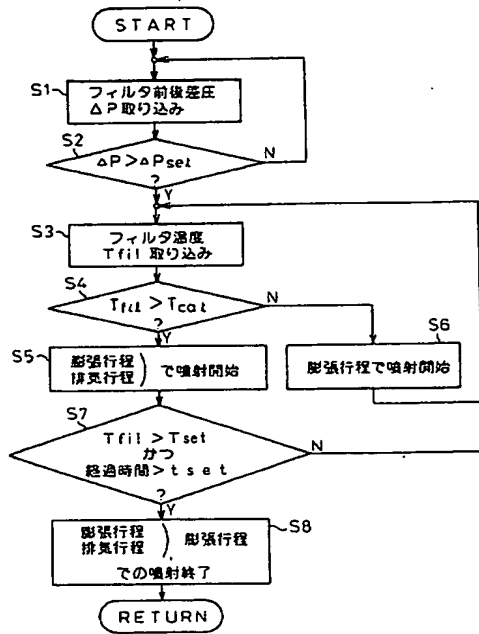 START
S1
フィルタ前後差圧
△P取り込み
S2
△P>△Pset
?
N
Y
S3
フィルタ温度
Tfil 取り込み
S4
Tfil>Tcat
?
N
Y
S5
膨張行程
排気行程
)で噴射開始
S6
膨張行程で噴射開始
S7
Tfil>Tset
かつ
経過時間>tset
?
N
Y
S8
膨張行程
排気行程
) 膨張行程
での噴射終了
RETURN